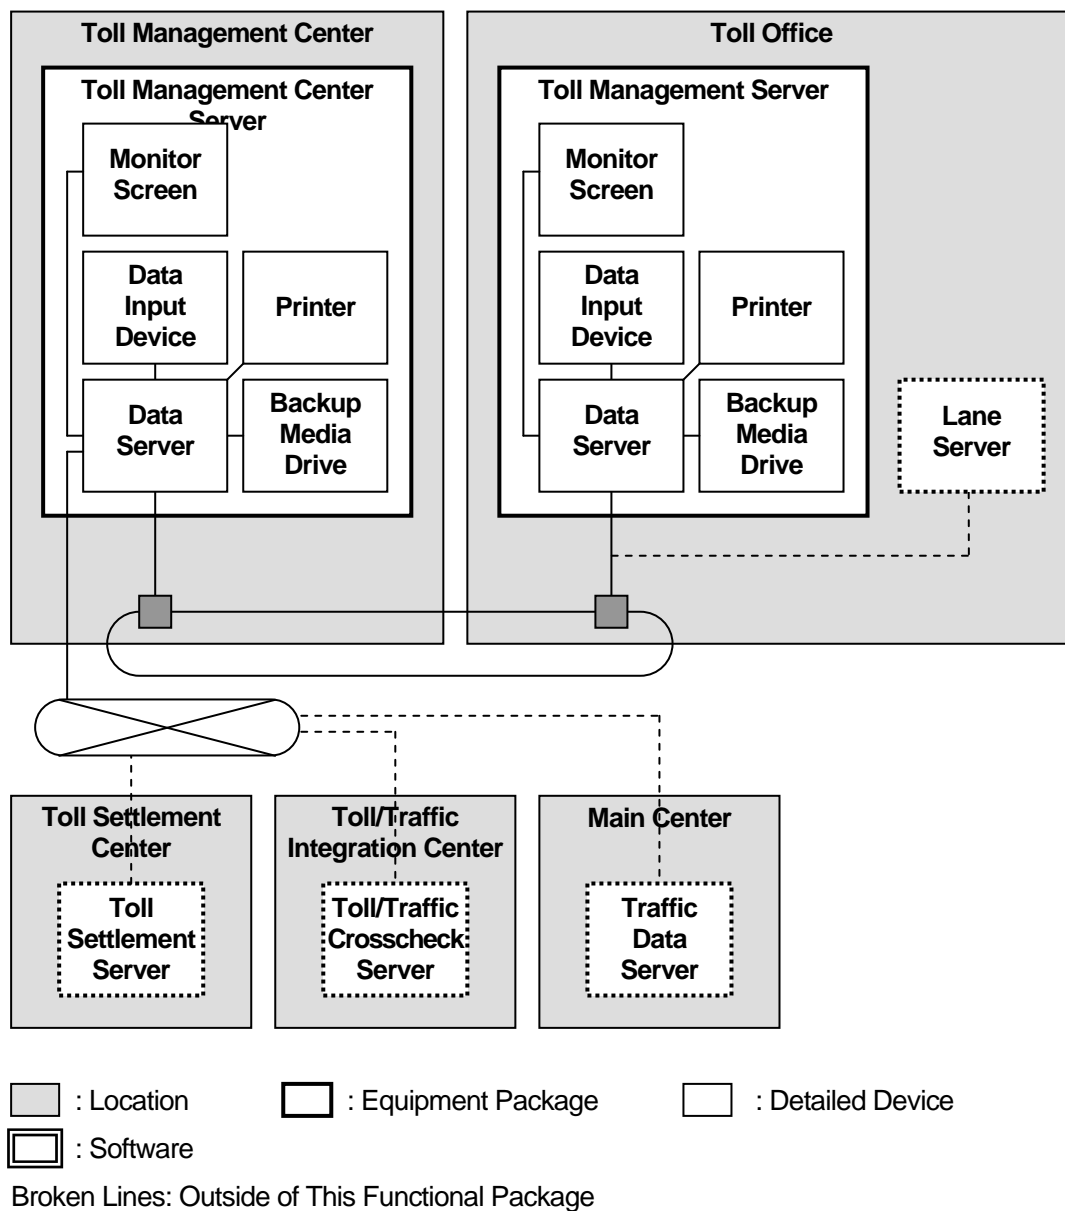 Toll Management Center
Toll Management Center
Server
Monitor
Screen
Data
Input
Device
Printer
Data
Server
Backup
Media
Drive
Toll Office
Toll Management Server
Monitor
Screen
Data
Input
Device
Printer
Data
Server
Backup
Media
Drive
Lane
Server
Toll Settlement
Center
Toll
Settlement
Server
Toll/Traffic
Integration Center
Toll/Traffic
Crosscheck
Server
Main Center
Traffic
Data
Server
: Location
: Equipment Package
: Detailed Device
: Software
Broken Lines: Outside of This Functional Package